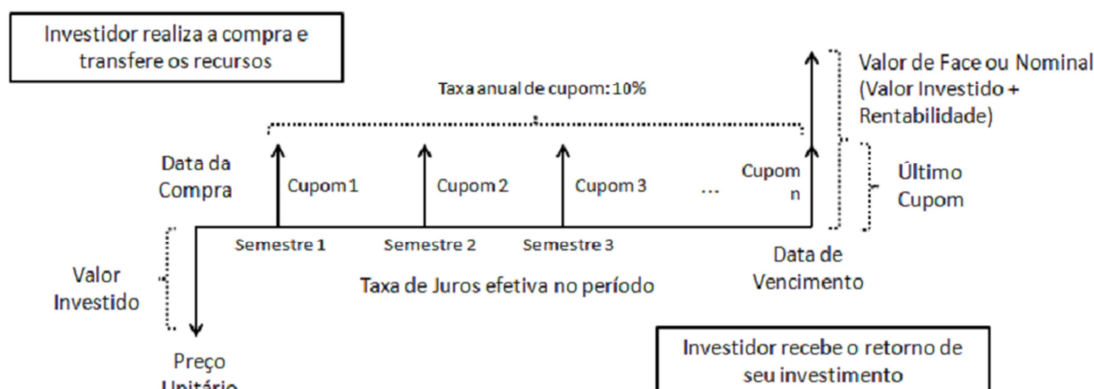 Investidor realiza a compra e
transfere os recursos
Taxa anual de cupom: 10%
Valor de Face ou Nominal
(Valor Investido +
Rentabilidade)
Data da
Compra
Cupom 1
Cupom 2
Cupom 3
...
Cupom
n
Último
Cupom
Semestre 1
Semestre 2
Semestre 3
Data de
Vencimento
Valor
Investido
Taxa de Juros efetiva no período
Preço
Unitário
Investidor recebe o retorno de
seu investimento